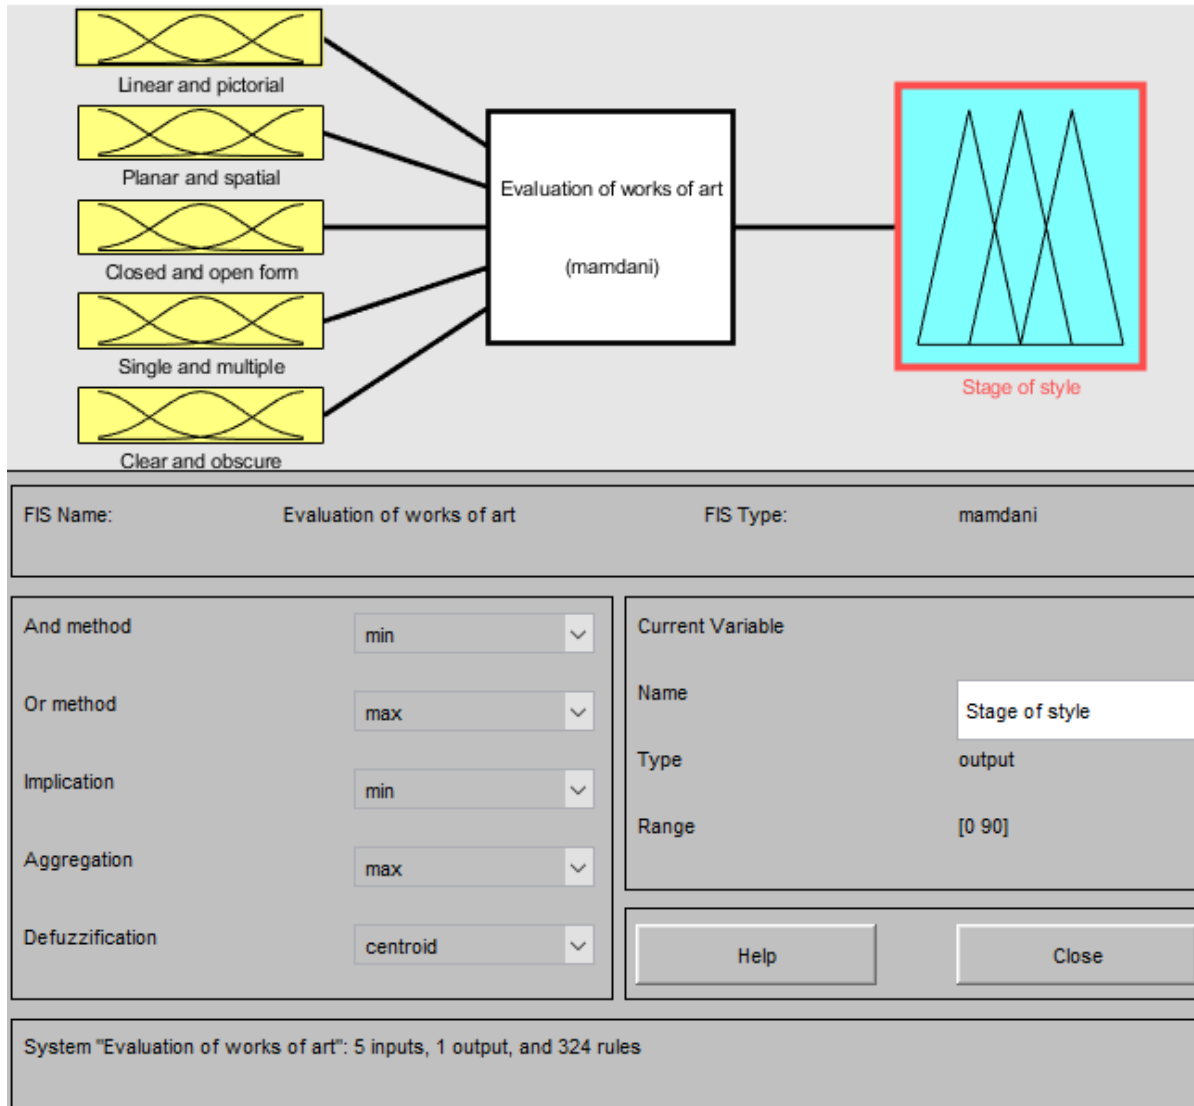 Linear and pictorial
Planar and spatial
Closed and open form
Single and multiple
Clear and obscure
Evaluation of works of art
(mamdani)
Stage of style
FIS Name: Evaluation of works of art FIS Type: mamdani
And method min
Or method max
Implication min
Aggregation max
Defuzzification centroid
Current Variable
Name Stage of style
Type output
Range [0 90]
Help Close
System "Evaluation of works of art": 5 inputs, 1 output, and 324 rules